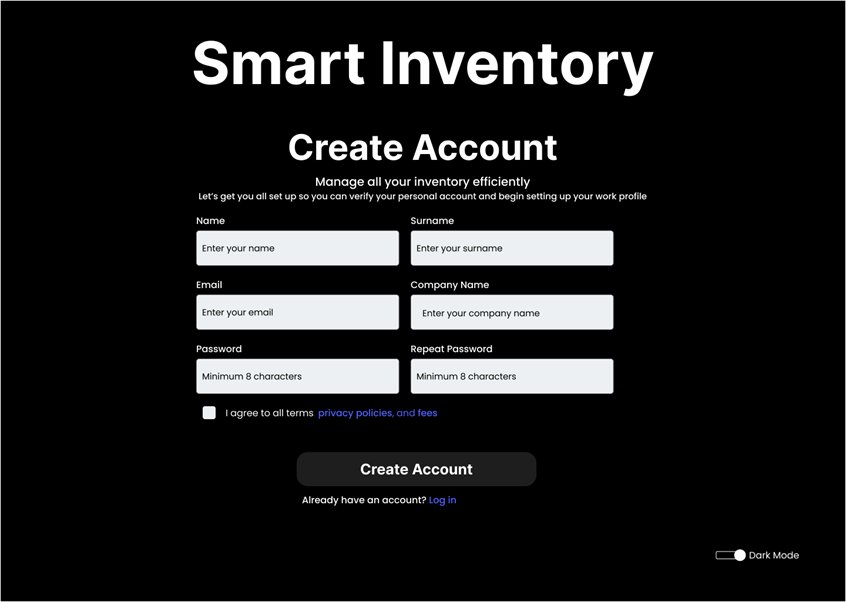 Smart Inventory
Create Account
Manage all your inventory efficiently
Let's get you all set up so you can verify your personal account and begin setting up your work profile
Name
Surname
Enter your name
Enter your surname
Email
Company Name
Enter your email
Enter your company name
Password
Repeat Password
Minimum 8 characters
Minimum 8 characters
I agree to all terms privacy policies, and fees
Create Account
Already have an account? Log in
Dark Mode